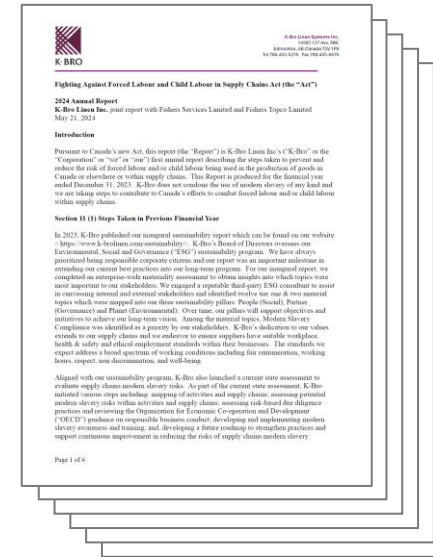 K·BRO
K-Bro Linen Systems Inc.
14903 137 Ave, NW,
Edmonton, AB Canada T5V 1R9
Tel 780-453-5218 Fax 780-455-6676
Fighting Against Forced Labour and Child Labour in Supply Chains Act (the “Act”)
2024 Annual Report
K-Bro Linen Inc. joint report with Fishers Services Limited and Fishers Topco Limited
May 21, 2024
Introduction
Pursuant to Canada's new Act, this report (the “Report”) is K-Bro Linen Inc's (“K-Bro” or the
“Corporation” or “we” or “our”) first annual report describing the steps taken to prevent and
reduce the risk of forced labour and/or child labour being used in the production of goods in
Canada or elsewhere or within supply chains. This Report is produced for the financial year
ended December 31, 2023. K-Bro does not condone the use of modern slavery of any kind and
we are taking steps to contribute to Canada's efforts to combat forced labour and/or child labour
within supply chains.
Section 11 (1) Steps Taken in Previous Financial Year
In 2023, K-Bro published our inaugural sustainability report which can be found on our website
<https://www.k-brolinen.com/sustainability>. K-Bro's Board of Directors oversees our
Environmental, Social and Governance (“ESG”) sustainability program. We have always
prioritized being responsible corporate citizens and our report was an important milestone in
extending our current best practices into our long-term program. For our inaugural report, we
completed an enterprise-wide materiality assessment to obtain insights into which topics were
most important to our stakeholders. We engaged a reputable third-party ESG consultant to assist
in canvassing internal and external stakeholders and identified twelve tier one & two material
topics which were mapped into our three sustainability pillars: People (Social), Partner
(Governance) and Planet (Environmental). Over time, our pillars will support objectives and
initiatives to achieve our long-term vision. Among the material topics, Modern Slavery
Compliance was identified as a priority by our stakeholders. K-Bro's dedication to our values
extends to our supply chains and we endeavor to ensure suppliers have suitable workplace,
health & safety and ethical employment standards within their businesses. The standards we
expect address a broad spectrum of working conditions including fair remuneration, working
hours, respect, non discrimination, and well-being.
Aligned with our sustainability program, K-Bro also launched a current state assessment to
evaluate supply chains modern slavery risks. As part of the current state assessment, K-Bro
initiated various steps including: mapping of activities and supply chains; assessing potential
modern slavery risks within activities and supply chains; assessing risk-based due diligence
practices and reviewing the Organization for Economic Co-operation and Development
(“OECD”) guidance on responsible business conduct; developing and implementing modern
slavery awareness and training; and, developing a future roadmap to strengthen practices and
support continuous improvement in reducing the risks of supply chains modern slavery.
Page 1 of 6